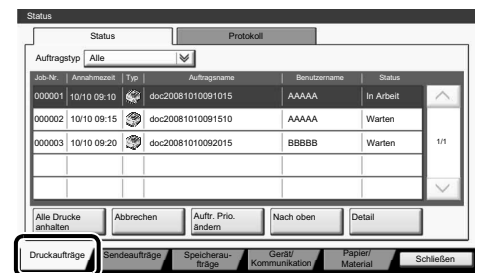 Status
Status Protokoll
Auftragstyp Alle
Job-Nr. Annahmezeit Typ Auftragsname Benutzername Status
000001 10/10 09:10 doc20081010091015 AAAAA In Arbeit
000002 10/10 09:15 doc20081010091510 AAAAA Warten
000003 10/10 09:20 doc20081010092015 BBBBB Warten
1/1
Alle Drucke anhalten Abbrechen Auftr. Prio. ändern Nach oben Detail
Druckaufträge Sendeaufträge Speicherau-
fträge Gerät/
Kommunikation Papier/
Material Schließen